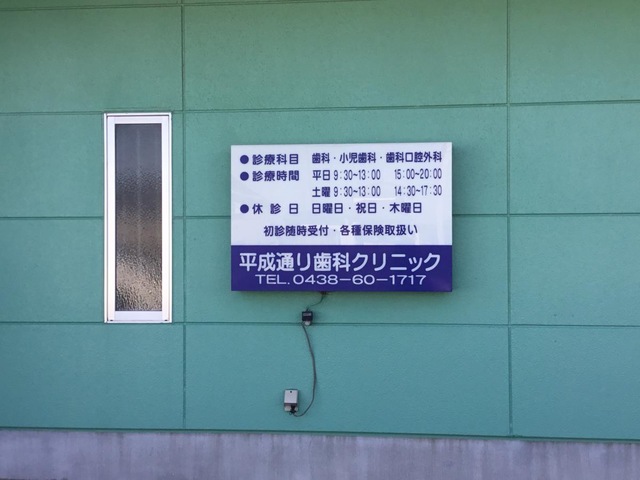 ●診療科目 歯科・小児歯科・歯科口腔外科
●診療時間 平日9:30~13:00 15:00~20:00
土曜9:30~13:00 14:30~17:30
●休診日 日曜日・祝日・木曜日
初診随時受付・各種保険取扱い
平成通り歯科クリニック
TEL.0438-60-1717